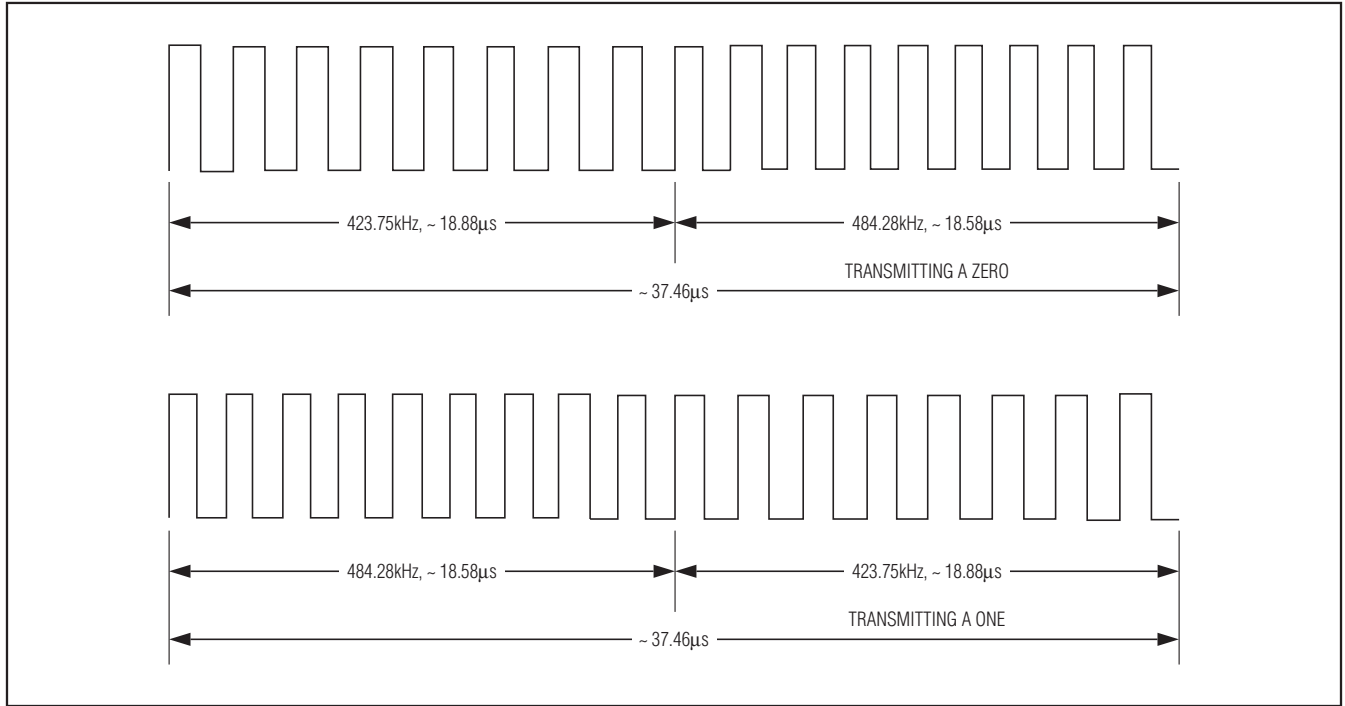 423.75kHz, ~ 18.88μs
484.28kHz, ~ 18.58μs
TRANSMITTING A ZERO
~ 37.46μs
484.28kHz, ~ 18.58μs
423.75kHz, ~ 18.88μs
TRANSMITTING A ONE
~ 37.46μs